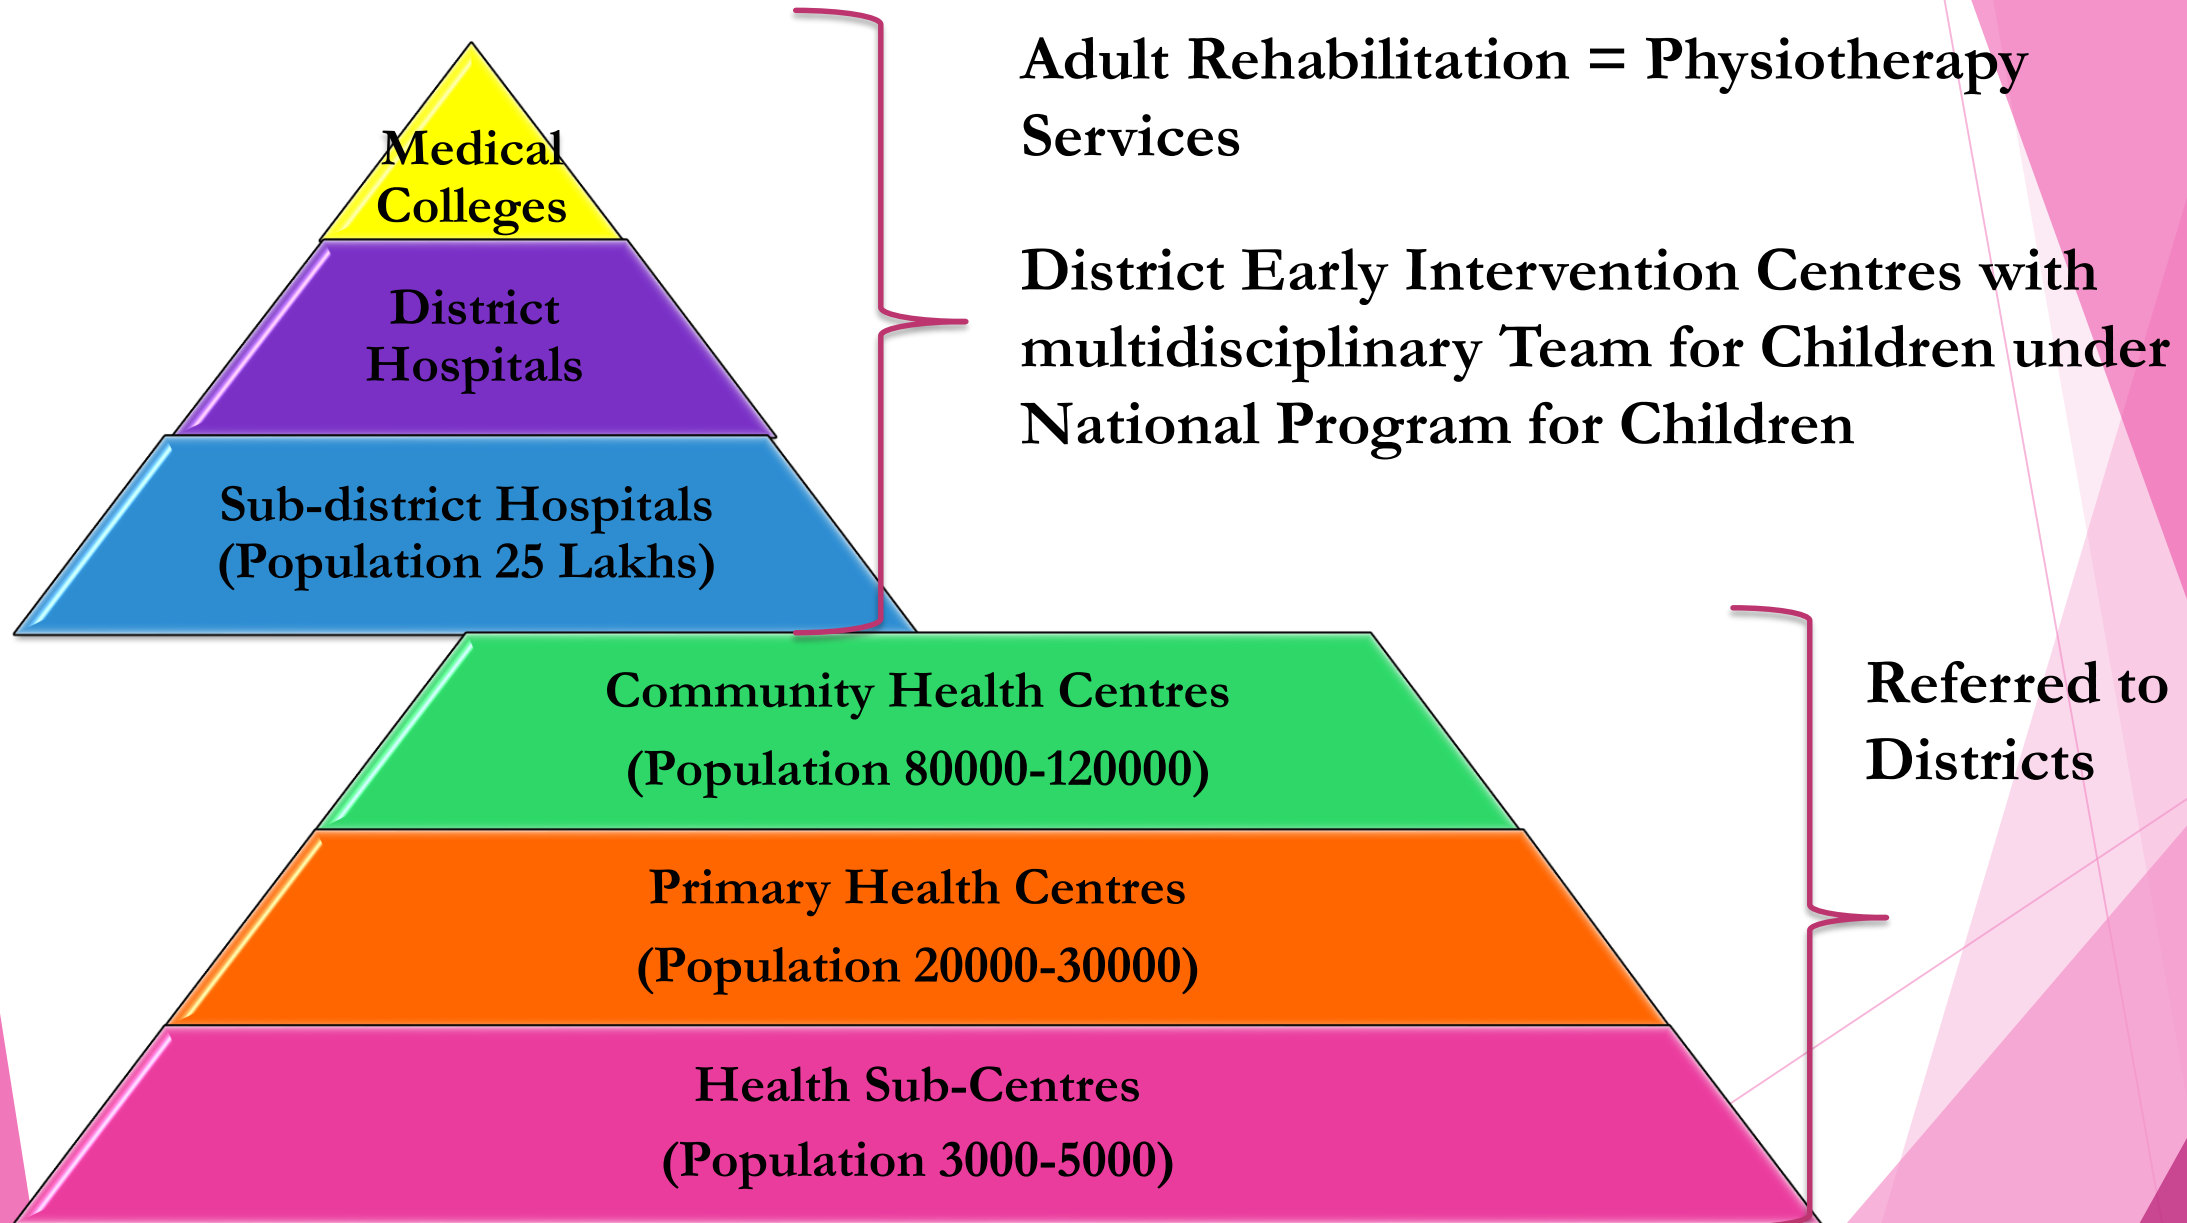 Medical
Colleges
District
Hospitals
Sub-district Hospitals
(Population 25 Lakhs)
Adult Rehabilitation = Physiotherapy
Services
District Early Intervention Centres with
multidisciplinary Team for Children under
National Program for Children
Community Health Centres
(Population 80000-120000)
Primary Health Centres
(Population 20000-30000)
Health Sub-Centres
(Population 3000-5000)
Referred to
Districts